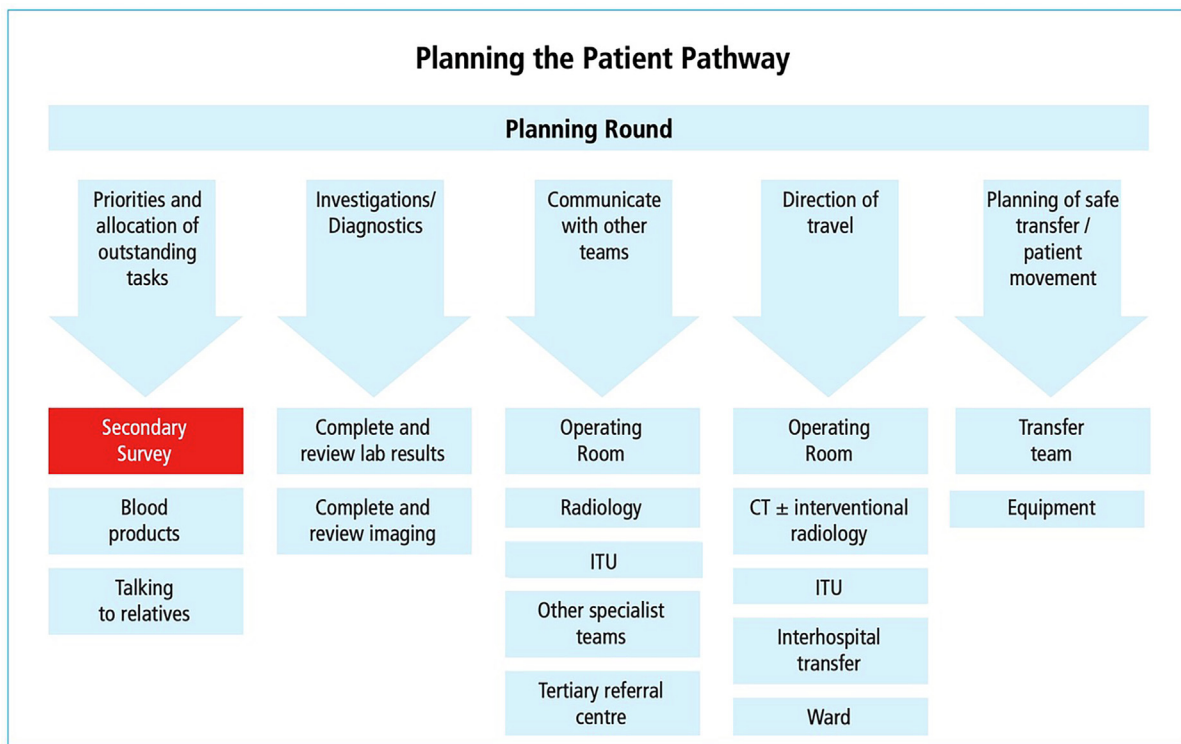 Planning the Patient Pathway
Planning Round
Priorities and
allocation of
outstanding
tasks
Investigations/
Diagnostics
Communicate
with other
teams
Direction of
travel
Planning of safe
transfer /
patient
movement
Secondary
Survey
Blood
products
Talking
to relatives
Complete and
review lab results
Complete and
review imaging
Operating
Room
Radiology
ITU
Other specialist
teams
Tertiary referral
centre
Operating
Room
CT ± interventional
radiology
ITU
Interhospital
transfer
Ward
Transfer
team
Equipment